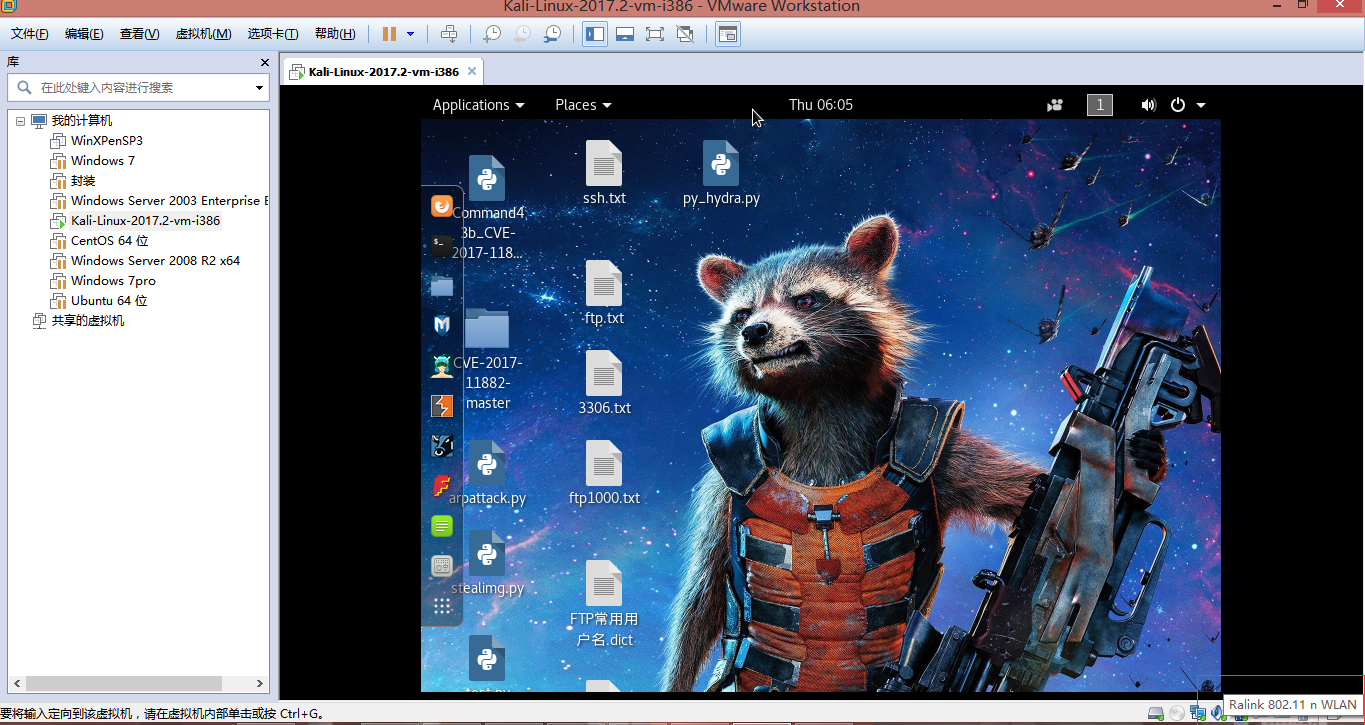 Kali-Linux-2017.2-vm-i386 - VMware Workstation
文件(F) 编辑(E) 查看(V) 虚拟机(M) 选项卡(T) 帮助(H)
库
在此处键入内容进行搜索
我的计算机
WinXPenSP3
Windows 7
封装
Windows Server 2003 Enterprise E
Kali-Linux-2017.2-vm-i386
CentOS 64 位
Windows Server 2008 R2 x64
Windows 7pro
Ubuntu 64 位
共享的虚拟机
Kali-Linux-2017.2-vm-i386
Applications Places Thu 06:05 1
Command4
3b_CVE-
2017-118...
CVE-2017-
11882-
master
arpattack.py
stealimg.py
test.py
ssh.txt
ftp.txt
3306.txt
ftp1000.txt
FTP常用用
户名.dict
py_hydra.py
要将输入定向到该虚拟机，请在虚拟机内部单击或按 Ctrl+G。
Ralink 802.11 n WLAN